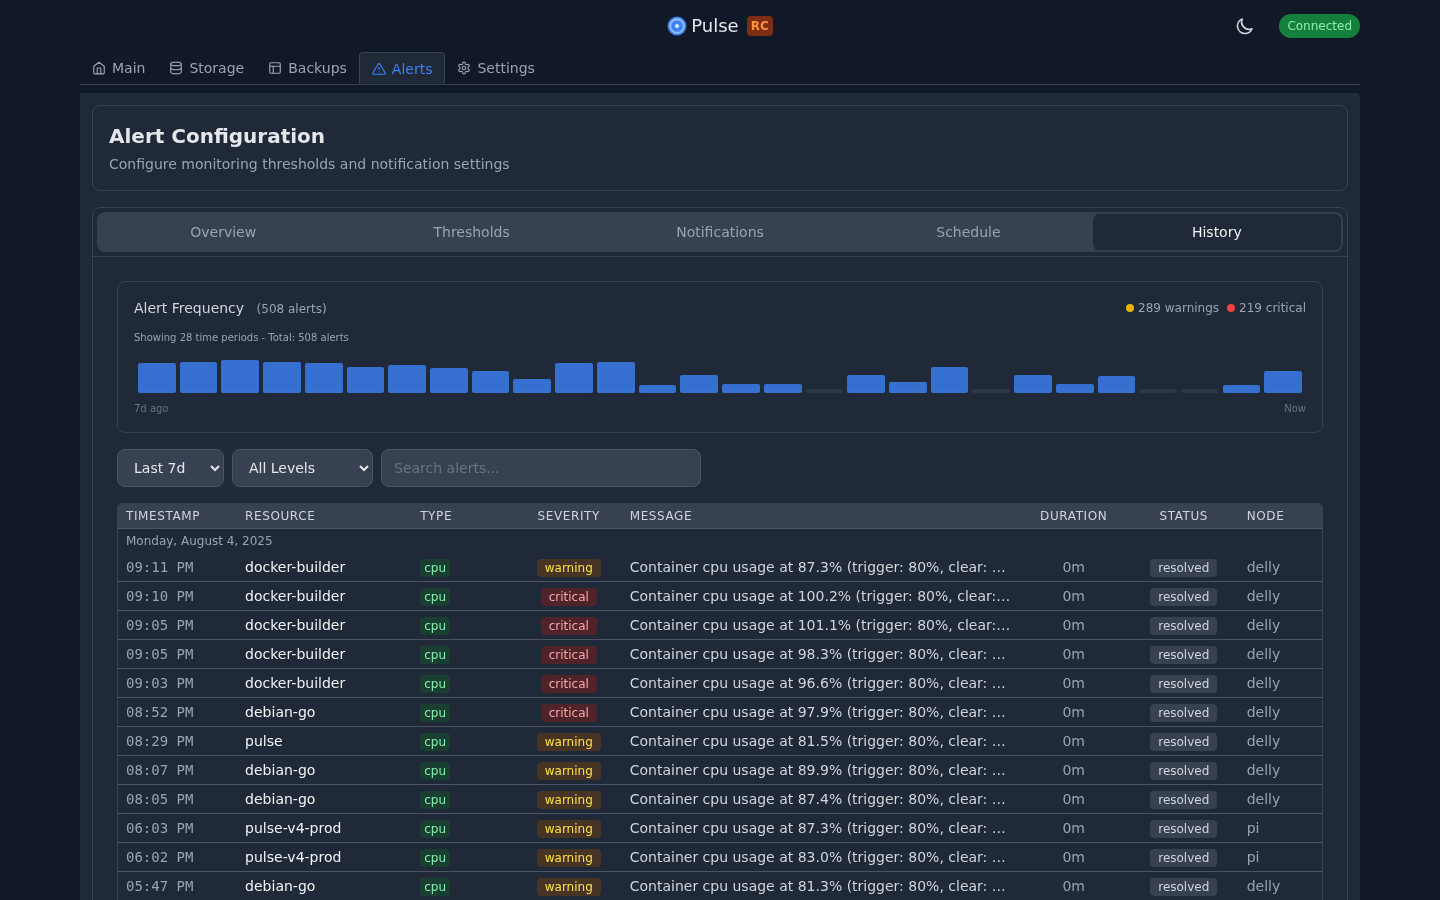 Pulse RC
Connected
Main Storage Backups Alerts Settings
Alert Configuration
Configure monitoring thresholds and notification settings
Overview Thresholds Notifications Schedule History
Alert Frequency (508 alerts) 289 warnings 219 critical
Showing 28 time periods - Total: 508 alerts
7d ago Now
Last 7d All Levels Search alerts...
TIMESTAMP RESOURCE TYPE SEVERITY MESSAGE DURATION STATUS NODE
Monday, August 4, 2025
09:11 PM docker-builder cpu warning Container cpu usage at 87.3% (trigger: 80%, clear: ... 0m resolved delly
09:10 PM docker-builder cpu critical Container cpu usage at 100.2% (trigger: 80%, clear:... 0m resolved delly
09:05 PM docker-builder cpu critical Container cpu usage at 101.1% (trigger: 80%, clear:... 0m resolved delly
09:05 PM docker-builder cpu critical Container cpu usage at 98.3% (trigger: 80%, clear: ... 0m resolved delly
09:03 PM docker-builder cpu critical Container cpu usage at 96.6% (trigger: 80%, clear: ... 0m resolved delly
08:52 PM debian-go cpu critical Container cpu usage at 97.9% (trigger: 80%, clear: ... 0m resolved delly
08:29 PM pulse cpu warning Container cpu usage at 81.5% (trigger: 80%, clear: ... 0m resolved delly
08:07 PM debian-go cpu warning Container cpu usage at 89.9% (trigger: 80%, clear: ... 0m resolved delly
08:05 PM debian-go cpu warning Container cpu usage at 87.4% (trigger: 80%, clear: ... 0m resolved delly
06:03 PM pulse-v4-prod cpu warning Container cpu usage at 87.3% (trigger: 80%, clear: ... 0m resolved pi
06:02 PM pulse-v4-prod cpu warning Container cpu usage at 83.0% (trigger: 80%, clear: ... 0m resolved pi
05:47 PM debian-go cpu warning Container cpu usage at 81.3% (trigger: 80%, clear: ... 0m resolved delly